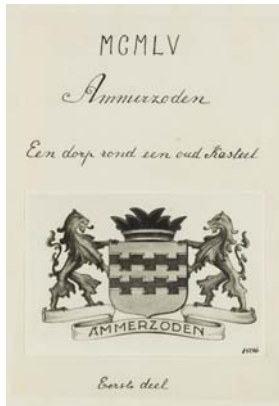 MCMLV
Ammerzoden
Een dorp rond een oud Kasteel
AMMERZODEN
Eerste deel